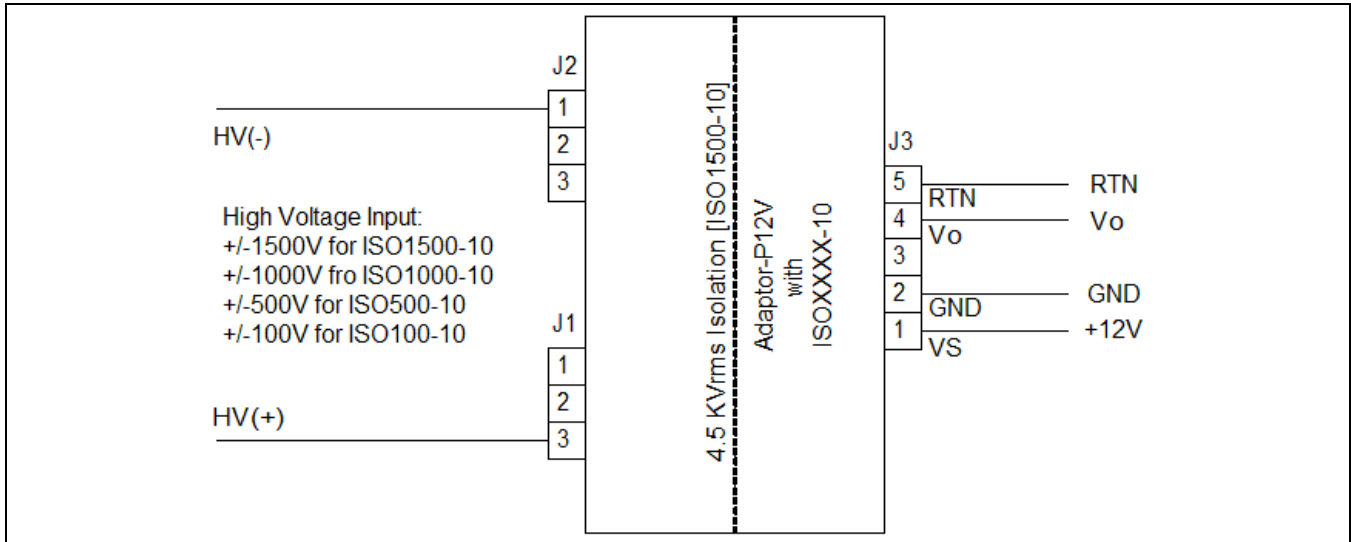 J2
1
2
3
HV(-)
High Voltage Input:
+/-1500V for ISO1500-10
+/-1000V fro ISO1000-10
+/-500V for ISO500-10
+/-100V for ISO100-10
J1
1
2
3
HV(+)
4.5 KVrms Isolation [ISO1500-10]
Adaptor-P12V
with
ISOXXXX-10
J3
5
RTN
RTN
4
Vo
Vo
3
2
GND
GND
1
VS
+12V